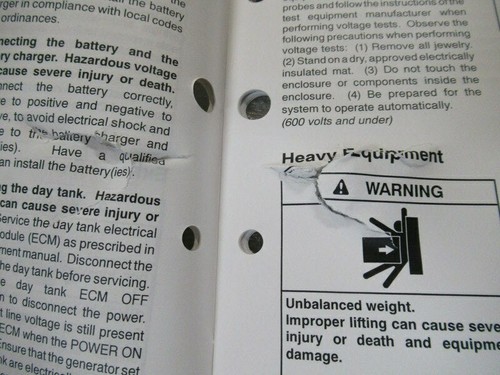 the battery
rger in compliance with local codes
ordinances.
necting the battery and the
ry charger. Hazardous voltage
cause severe injury or death.
nnect the battery correctly,
e to positive and negative to
ve, to avoid electrical shock and
e to the battery charger and
ies). Have a qualified
an install the battery(ies).
ng the day tank. Hazardous
can cause severe injury or
Service the day tank electrical
odule (ECM) as prescribed in
ment manual. Disconnect the
he day tank before servicing.
e day tank ECM OFF
n to disconnect the power.
t line voltage is still present
ECM when the POWER ON
Ensure that the generator set
nk are electric
probes and follow the instructions of the
test equipment manufacturer when
performing voltage tests. Observe the
following precautions when performing
voltage tests: (1) Remove all jewelry.
(2) Stand on a dry, approved electrically
insulated mat. (3) Do not touch the
enclosure or components inside the
enclosure. (4) Be prepared for the
system to operate automatically.
(600 volts and under)
Heavy Equipment
WARNING
Unbalanced weight.
Improper lifting can cause seve
injury or death and equipme
damage.